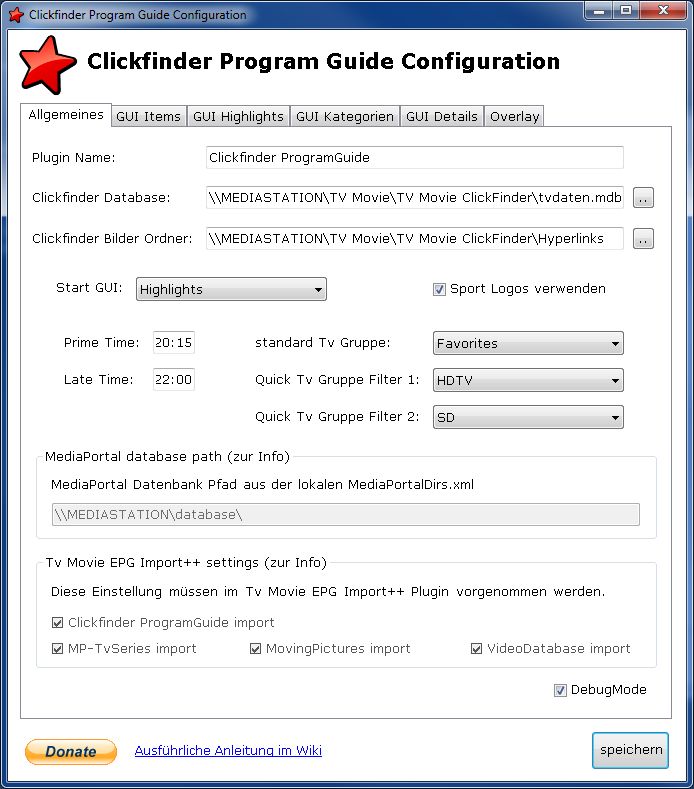 Clickfinder Program Guide Configuration
Clickfinder Program Guide Configuration
Allgemeines GUI Items GUI Highlights GUI Kategorien GUI Details Overlay
Plugin Name: Clickfinder ProgramGuide
Clickfinder Database: \\MEDIASTATION\TV Movie\TV Movie ClickFinder\tvdaten.mdb ..
Clickfinder Bilder Ordner: \\MEDIASTATION\TV Movie\TV Movie ClickFinder\Hyperlinks ..
Start GUI: Highlights Sport Logos verwenden
Prime Time: 20:15 standard Tv Gruppe: Favorites
Late Time: 22:00 Quick Tv Gruppe Filter 1: HDTV
Quick Tv Gruppe Filter 2: SD
MediaPortal database path (zur Info)
MediaPortal Datenbank Pfad aus der lokalen MediaPortalDirs.xml
\\MEDIASTATION\database\
Tv Movie EPG Import++ settings (zur Info)
Diese Einstellung müssen im Tv Movie EPG Import++ Plugin vorgenommen werden.
Clickfinder ProgramGuide import
MP-TvSeries import MovingPictures import VideoDatabase import
DebugMode
Donate Ausführliche Anleitung im Wiki speichern